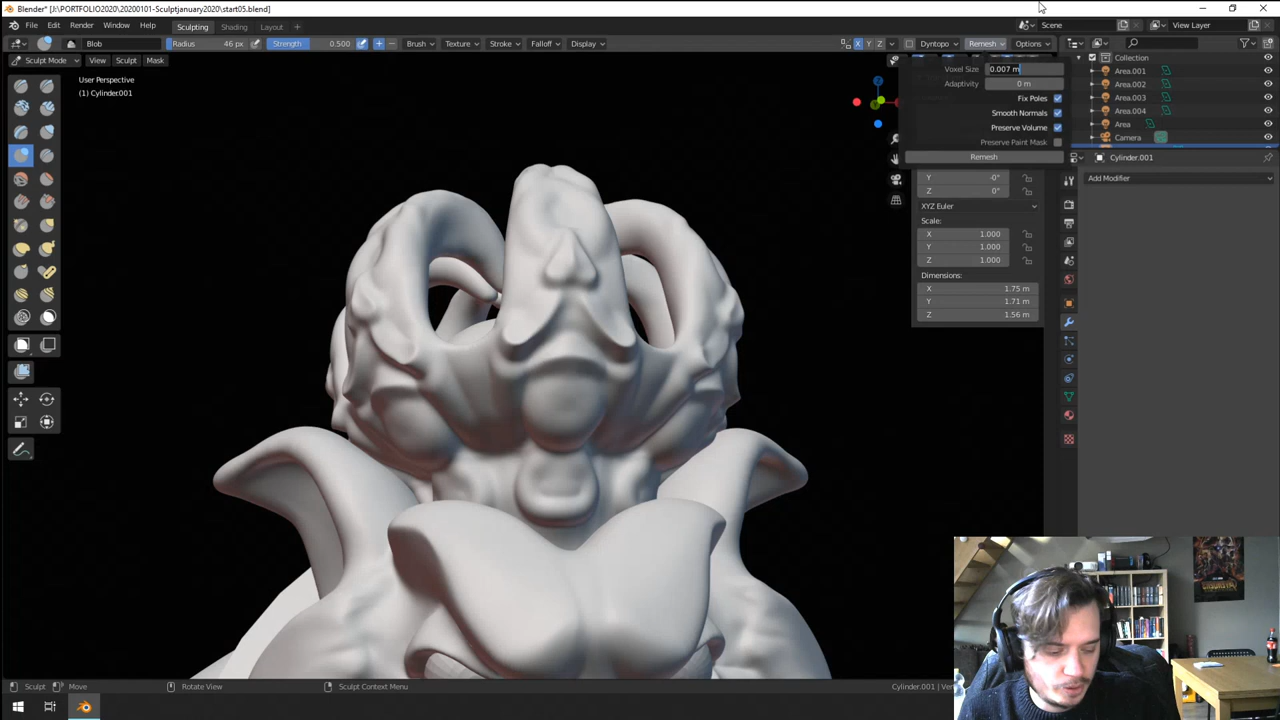 Blender* [J:\PORTFOLIO2020\20200101-Sculptjanuary2020\start05.blend]
File Edit Render Window Help Sculpting Shading Layout Scene View Layer
Blob Radius 46 px Strength 0.500 Brush Texture Stroke Falloff Display X Y Z Dyntopo Remesh Options
Sculpt Mode View Sculpt Mask
User Perspective
(1) Cylinder.001
Voxel Size 0.007 m
Adaptivity 0 m
Fix Poles
Smooth Normals
Preserve Volume
Preserve Paint Mask
Remesh
Y -0°
Z 0°
XYZ Euler
Scale:
X 1.000
Y 1.000
Z 1.000
Dimensions:
X 1.75 m
Y 1.71 m
Z 1.56 m
Collection
Area.001
Area.002
Area.003
Area.004
Area
Camera
Cylinder.001
Add Modifier
Z
Sculpt Move Rotate View Sculpt Context Menu Cylinder.001 | Ver